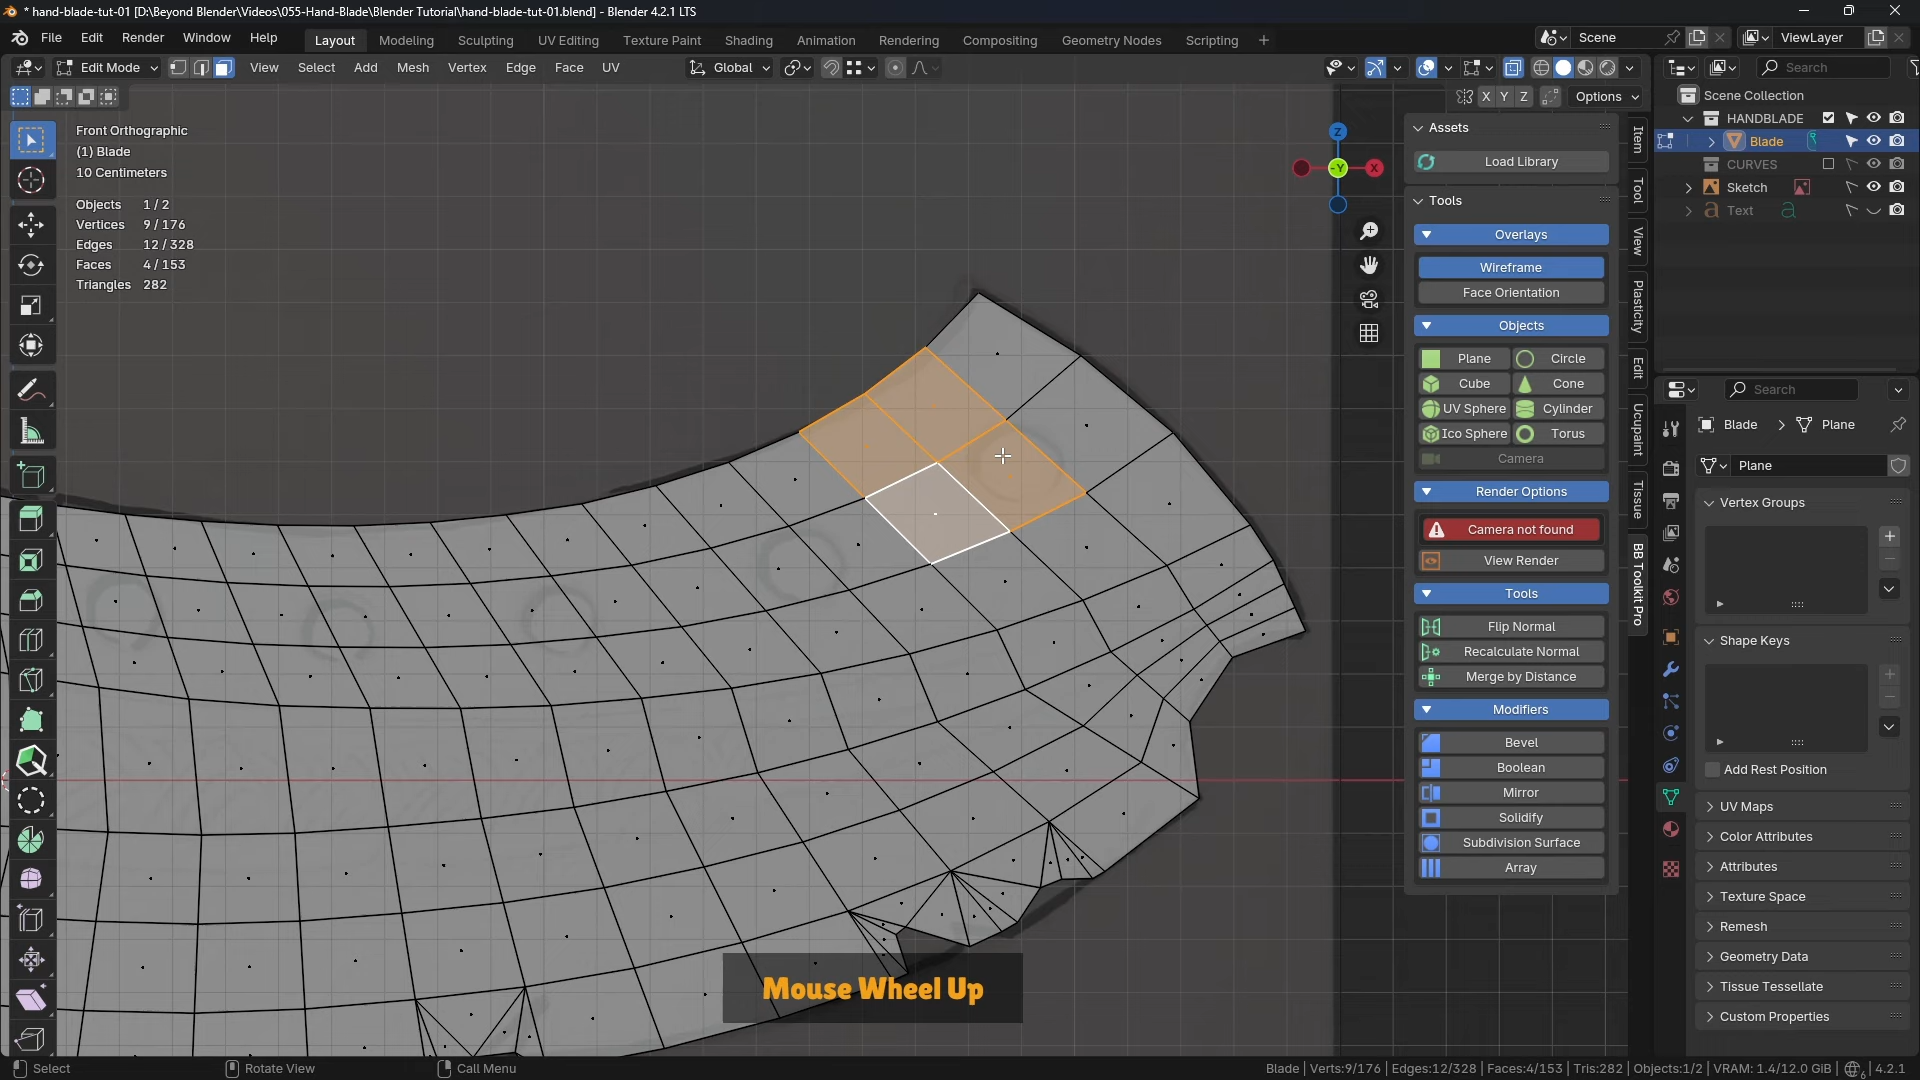 * hand-blade-tut-01 [D:\Beyond Blender\Videos\055-Hand-Blade\Blender Tutorial\hand-blade-tut-01.blend] - Blender 4.2.1 LTS
File Edit Render Window Help Layout Modeling Sculpting UV Editing Texture Paint Shading Animation Rendering Compositing Geometry Nodes Scripting + Scene ViewLayer
Edit Mode View Select Add Mesh Vertex Edge Face UV Global Search
X Y Z Options
Front Orthographic
(1) Blade
10 Centimeters
Objects 1/2
Vertices 9/176
Edges 12/328
Faces 4/153
Triangles 282
Z
-Y
X
Assets
Load Library
Tools
Overlays
Wireframe
Face Orientation
Objects
Plane Circle
Cube Cone
UV Sphere Cylinder
Ico Sphere Torus
Camera
Render Options
Camera not found
View Render
Tools
Flip Normal
Recalculate Normal
Merge by Distance
Modifiers
Bevel
Boolean
Mirror
Solidify
Subdivision Surface
Array
Item
Tool
View
Plasticity
Edit
Ucupaint
Tissue
BB Toolkit Pro
Scene Collection
HANDBLADE
Blade
CURVES
Sketch
Text
Search
Blade > Plane
Plane
Vertex Groups
Shape Keys
Add Rest Position
UV Maps
Color Attributes
Attributes
Texture Space
Remesh
Geometry Data
Tissue Tessellate
Custom Properties
Mouse Wheel Up
Select Rotate View Call Menu Blade | Verts:9/176 | Edges:12/328 | Faces:4/153 | Tris:282 | Objects:1/2 | VRAM: 1.4/12.0 GiB | 4.2.1